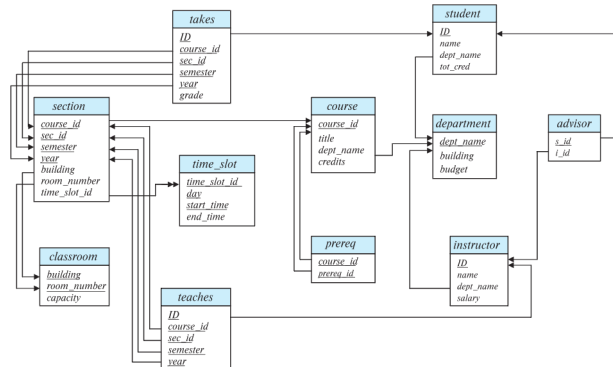 takes
ID
course_id
sec_id
semester
year
grade
student
ID
name
dept_name
tot_cred
section
course_id
sec_id
semester
year
building
room_number
time_slot_id
course
course_id
title
dept_name
credits
department
dept_name
building
budget
advisor
s_id
i_id
time_slot
time_slot_id
day
start_time
end_time
prereq
course_id
prereq_id
instructor
ID
name
dept_name
salary
classroom
building
room_number
capacity
teaches
ID
course_id
sec_id
semester
year